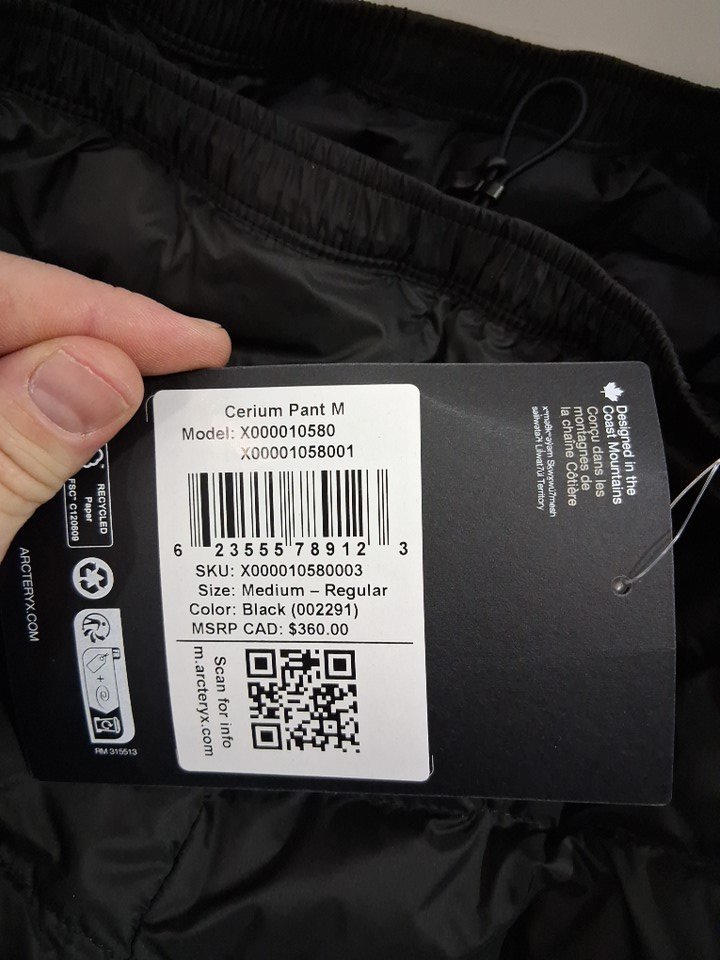 Cerium Pant M
Model: X000010580
X00001058001
6 23555 78912 3
SKU: X000010580003
Size: Medium – Regular
Color: Black (002291)
MSRP CAD: $360.00
Scan for info
m.arcteryx.com
Designed in the
Coast Mountains
Conçu dans les
montagnes de
la chaîne Côtière
Territory
RECYCLED
Paper
FSC® C120609
ARCTERYX.COM
RM 315513